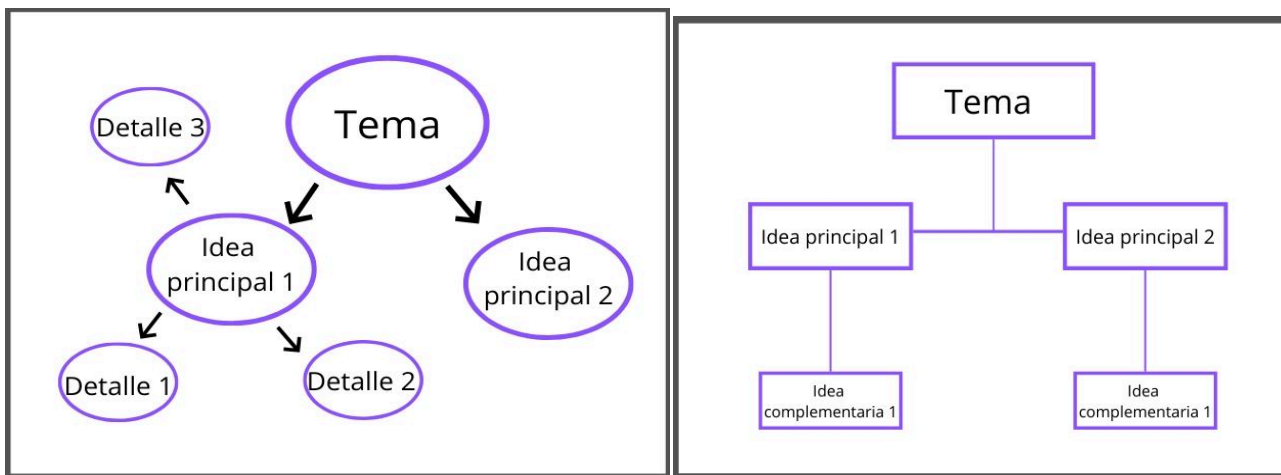 Tema
Detalle 3
Idea
principal 1
Idea
principal 2
Detalle 1
Detalle 2
Tema
Idea principal 1
Idea principal 2
Idea
complementaria 1
Idea
complementaria 1